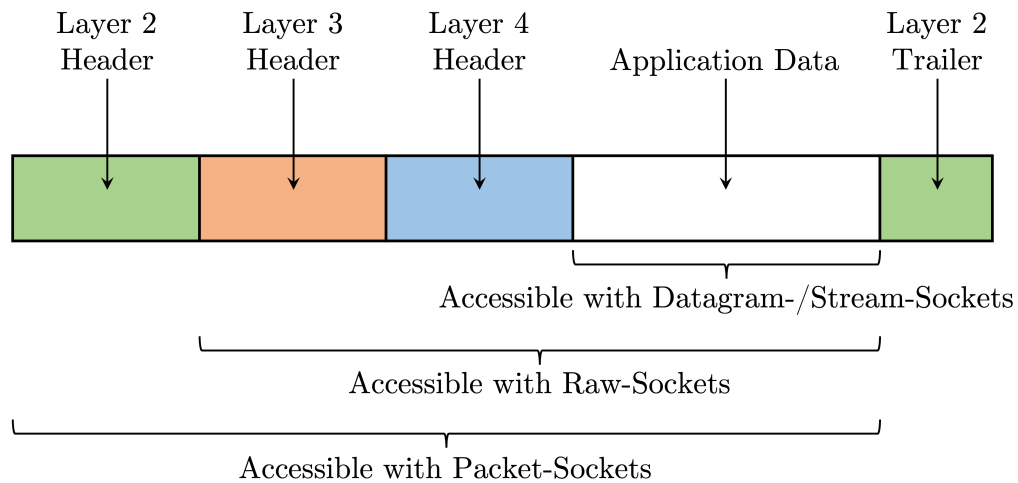 Layer 2
Header
Layer 3
Header
Layer 4
Header
Application Data
Layer 2
Trailer
Accessible with Datagram-/Stream-Sockets
Accessible with Raw-Sockets
Accessible with Packet-Sockets